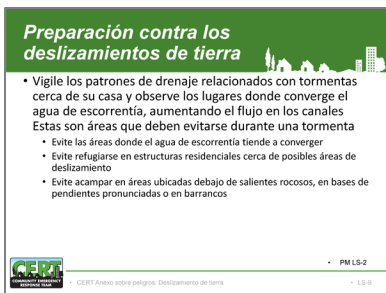 Preparación contra los
deslizamientos de tierra
• Vigile los patrones de drenaje relacionados con tormentas
cerca de su casa y observe los lugares donde converge el
agua de escorrentía, aumentando el flujo en los canales
Estas son áreas que deben evitarse durante una tormenta
• Evite las áreas donde el agua de escorrentía tiende a converger
• Evite refugiarse en estructuras residenciales cerca de posibles áreas de
deslizamiento
• Evite acampar en áreas ubicadas debajo de salientes rocosos, en bases de
pendientes pronunciadas o en barrancos
• PM LS-2
CERT
COMMUNITY EMERGENCY
RESPONSE TEAM
• CERT Anexo sobre peligros: Deslizamiento de tierra
• LS-9